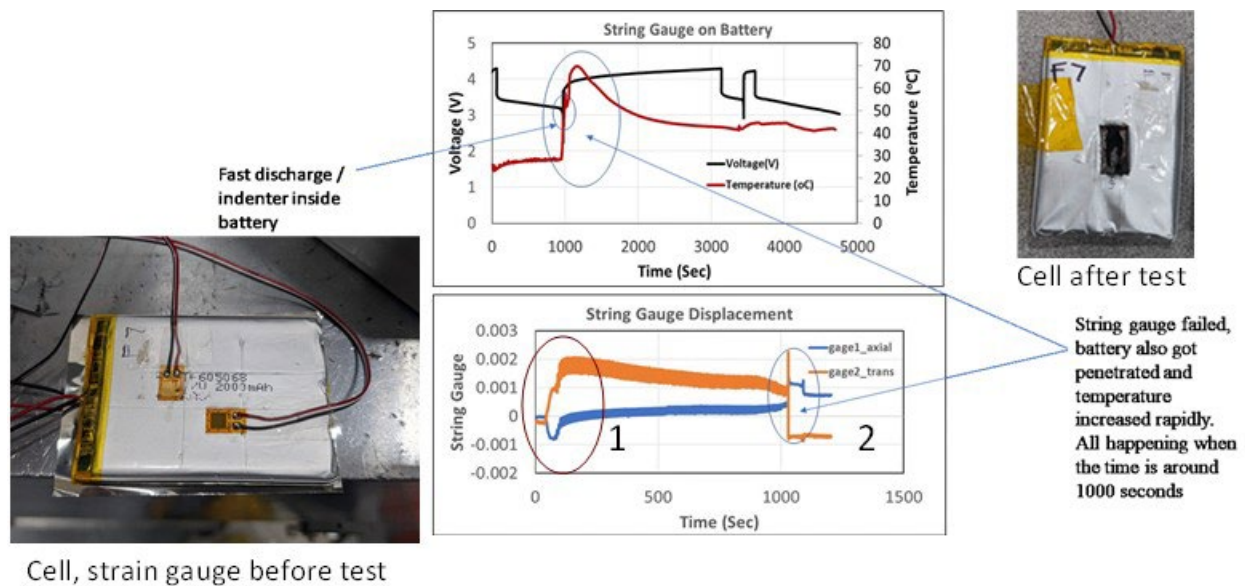 String Gauge on Battery
5
4
3
2
1
0
Voltage (V)
80
70
60
50
40
30
20
10
0
Temperature (°C)
Voltage(V)
Temperature (oC)
0
1000
2000
3000
4000
5000
Time (Sec)
F7
Cell after test
Fast discharge /
indenter inside
battery
605068
2000mAh
Cell, strain gauge before test
String Gauge Displacement
0.003
0.002
0.001
0
-0.001
-0.002
String Gauge
gage1_axial
gage2_trans
1
2
0
500
1000
1500
Time (Sec)
String gauge failed,
battery also got
penetrated and
temperature
increased rapidly.
All happening when
the time is around
1000 seconds